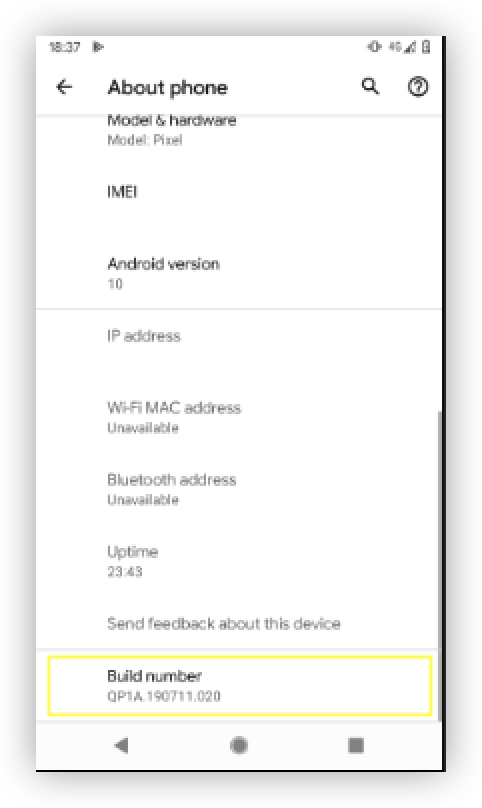 18:37 4G
About phone
Model & hardware
Model: Pixel
IMEI
Android version
10
IP address
Wi-Fi MAC address
Unavailable
Bluetooth address
Unavailable
Uptime
23:43
Send feedback about this device
Build number
QP1A.190711.020